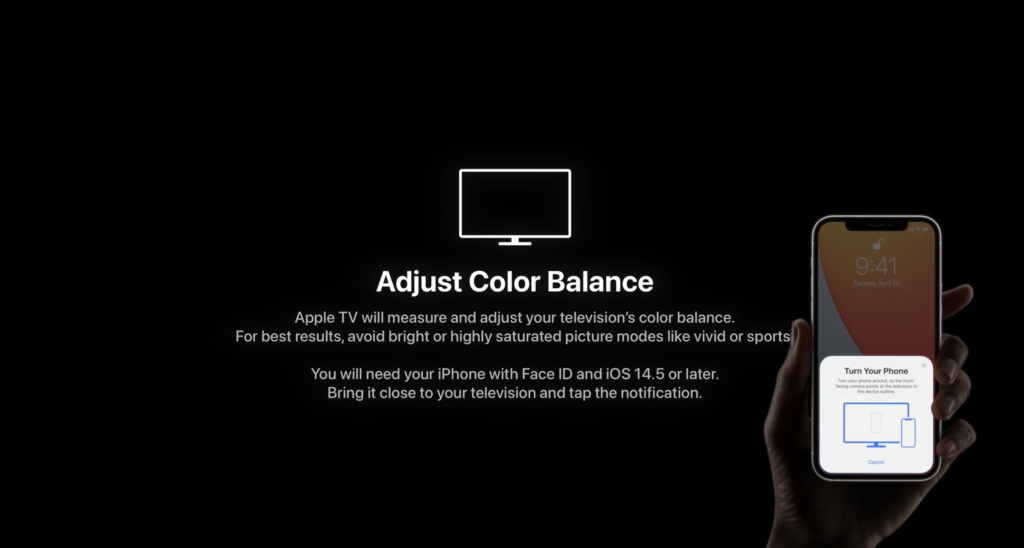 Adjust Color Balance
Apple TV will measure and adjust your television’s color balance.
For best results, avoid bright or highly saturated picture modes like vivid or sports
You will need your iPhone with Face ID and iOS 14.5 or later.
Bring it close to your television and tap the notification.
9:41
Tuesday, April 20
Turn Your Phone
Turn your phone around, so the front-
facing camera points at the television in
the device outline.
Cancel